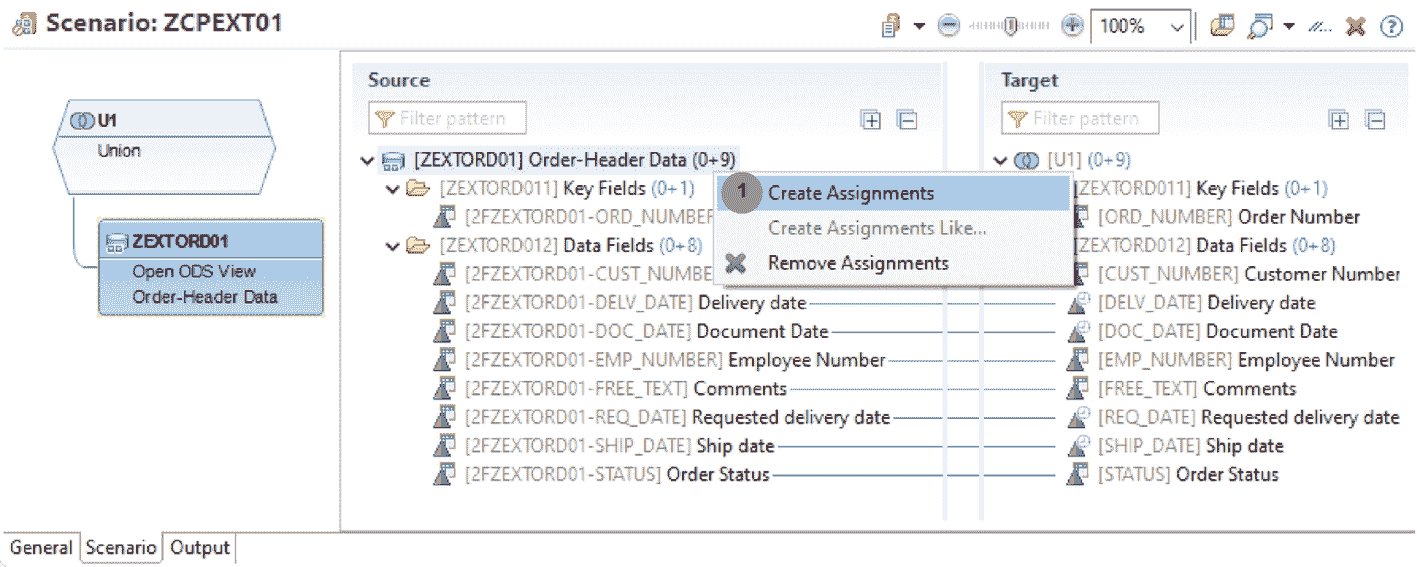 Scenario: ZCPEXT01
100%
U1
Union
ZEXTORD01
Open ODS View
Order-Header Data
Source
Filter pattern
[ZEXTORD01] Order-Header Data (0+9)
[ZEXTORD011] Key Fields (0+1)
[2FZEXTORD01-ORD_NUMBER
[ZEXTORD012] Data Fields (0+8)
[2FZEXTORD01-CUST_NUMBE
[2FZEXTORD01-DELV_DATE] Delivery date
[2FZEXTORD01-DOC_DATE] Document Date
[2FZEXTORD01-EMP_NUMBER] Employee Number
[2FZEXTORD01-FREE_TEXT] Comments
[2FZEXTORD01-REQ_DATE] Requested delivery date
[2FZEXTORD01-SHIP_DATE] Ship date
[2FZEXTORD01-STATUS] Order Status
1 Create Assignments
Create Assignments Like...
Remove Assignments
Target
Filter pattern
[U1] (0+9)
ZEXTORD011] Key Fields (0+1)
[ORD_NUMBER] Order Number
ZEXTORD012] Data Fields (0+8)
[CUST_NUMBER] Customer Number
[DELV_DATE] Delivery date
[DOC_DATE] Document Date
[EMP_NUMBER] Employee Number
[FREE_TEXT] Comments
[REQ_DATE] Requested delivery date
[SHIP_DATE] Ship date
[STATUS] Order Status
General Scenario Output